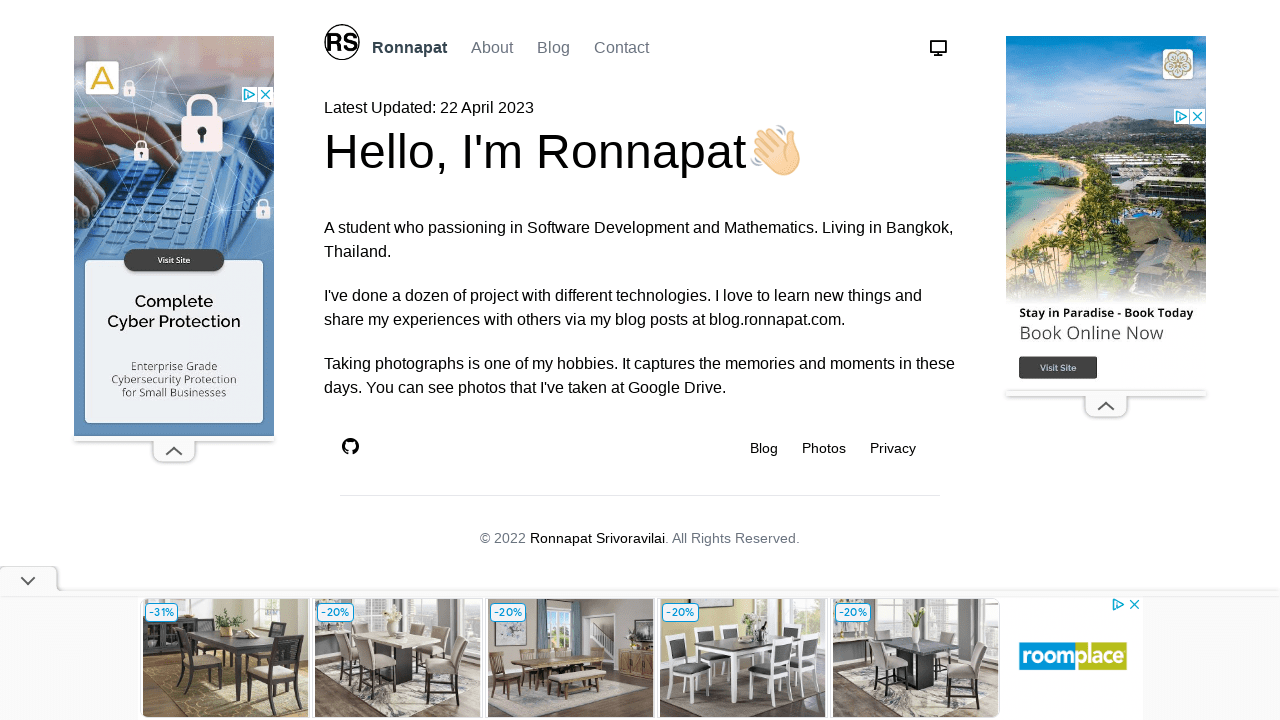 RS Ronnapat About Blog Contact
Latest Updated: 22 April 2023
Hello, I'm Ronnapat👋🏻
A student who passioning in Software Development and Mathematics. Living in Bangkok,
Thailand.
I've done a dozen of project with different technologies. I love to learn new things and
share my experiences with others via my blog posts at blog.ronnapat.com.
Taking photographs is one of my hobbies. It captures the memories and moments in these
days. You can see photos that I've taken at Google Drive.
Blog Photos Privacy
© 2022 Ronnapat Srivoravilai. All Rights Reserved.
A
Visit Site
Complete
Cyber Protection
Enterprise Grade
Cybersecurity Protection
for Small Businesses
Stay in Paradise - Book Today
Book Online Now
Visit Site
-31%
-20%
-20%
-20%
-20%
roomplace